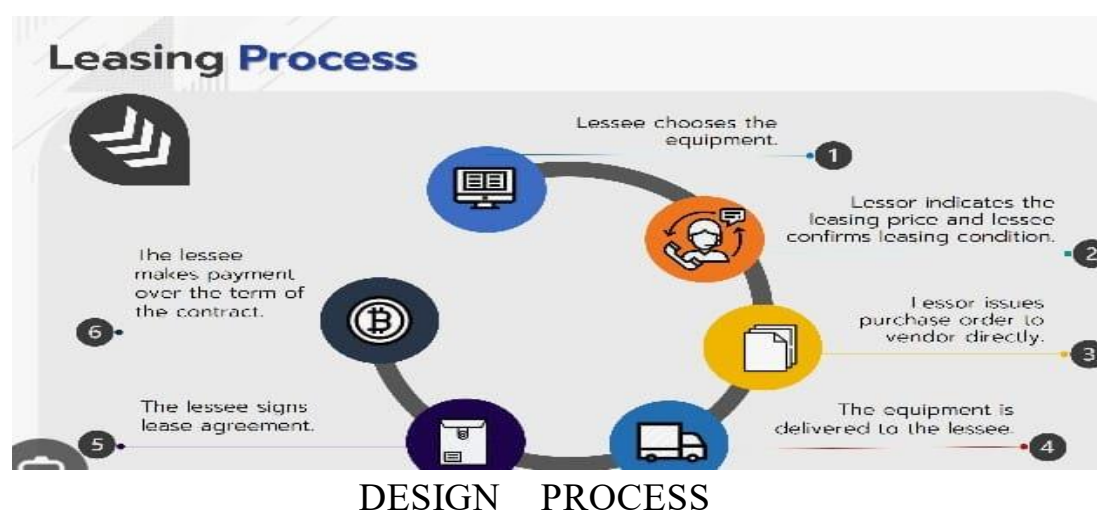 Leasing Process
Lessee chooses the
equipment.
1
Lessor indicates the
leasing price and lessee
confirms leasing condition.
2
Lessor issues
purchase order to
vendor directly.
3
The equipment is
delivered to the lessee.
4
The lessee signs
lease agreement.
5
The lessee
makes payment
over the term of
the contract.
6
DESIGN PROCESS